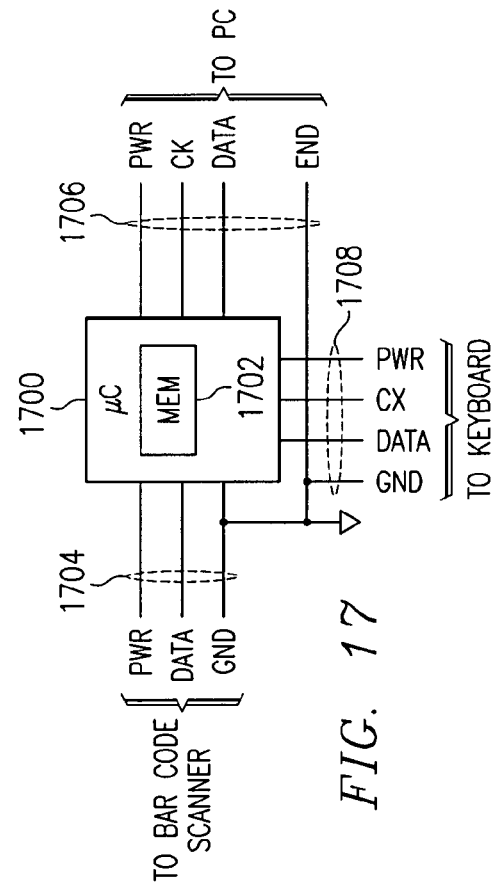 1700
µC
MEM
1702
1704
PWR
DATA
GND
TO BAR CODE
SCANNER
1706
PWR
CK
DATA
END
TO PC
1708
PWR
CX
DATA
GND
TO KEYBOARD
FIG. 17